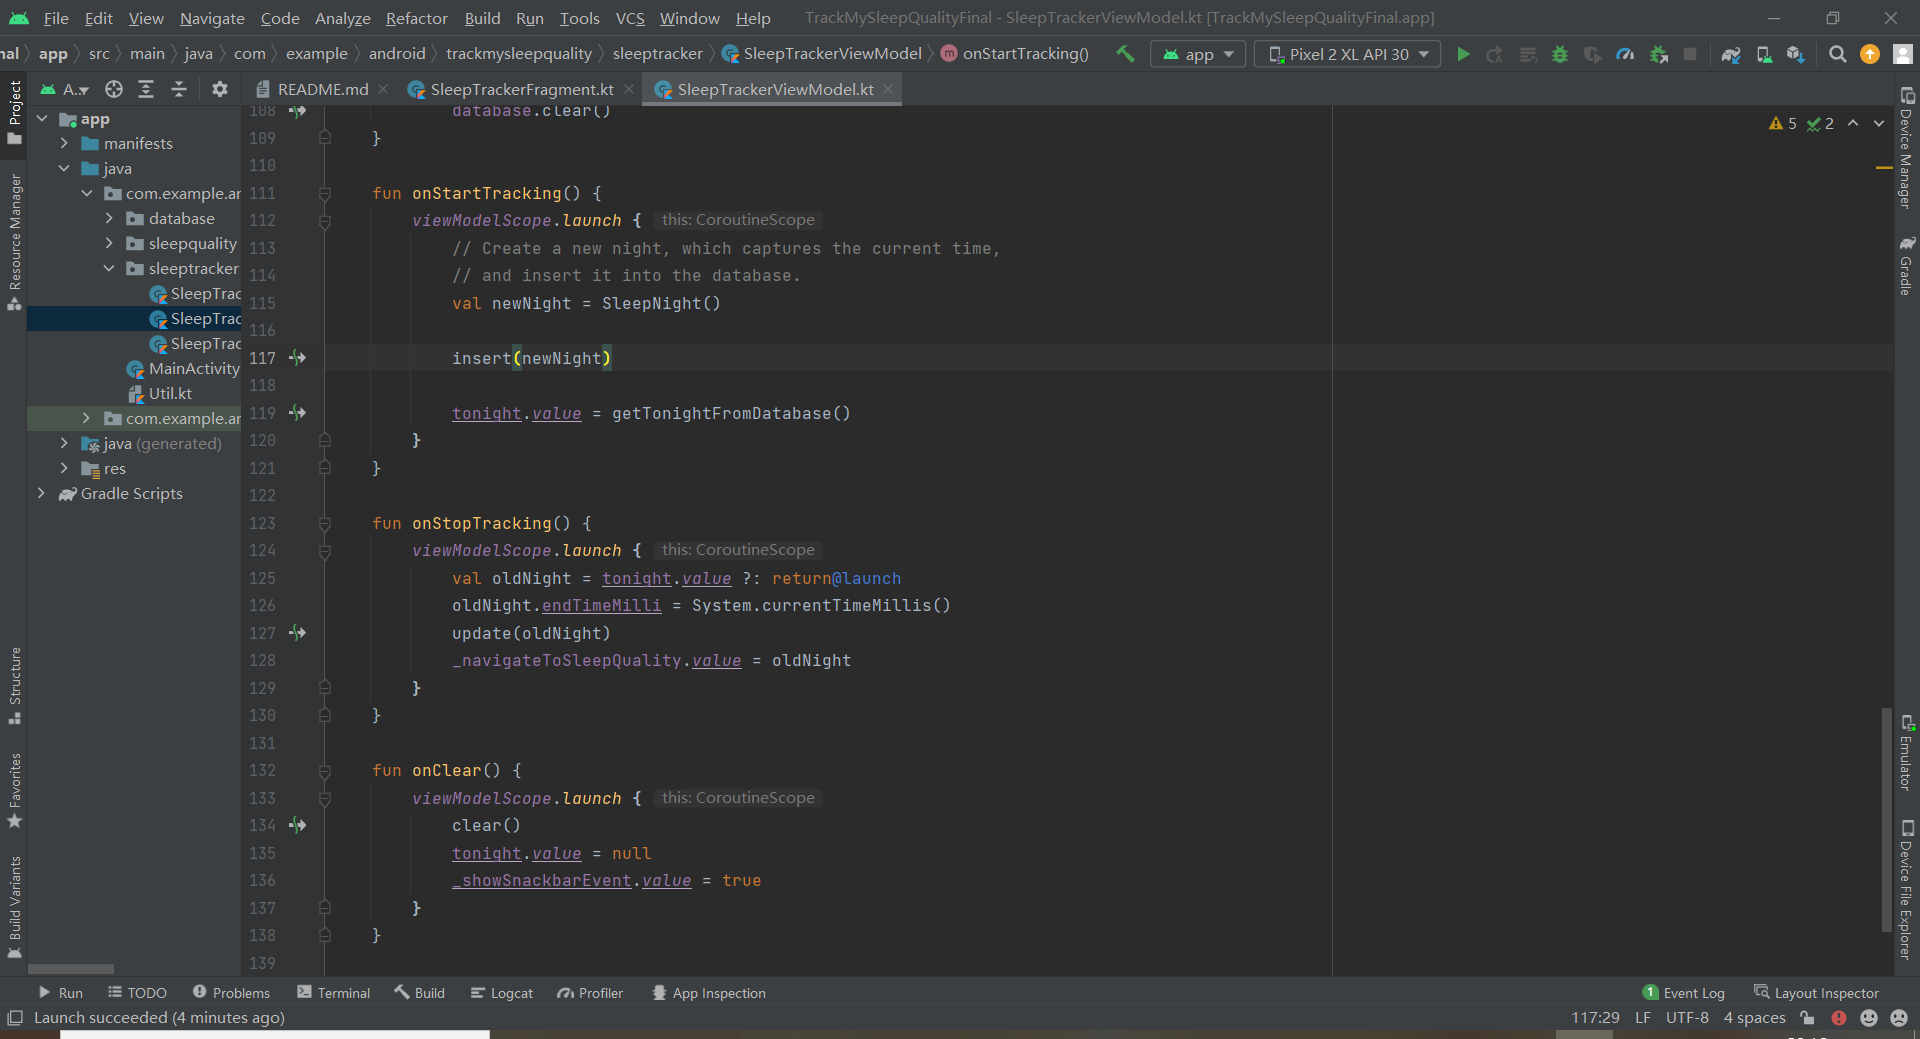 File Edit View Navigate Code Analyze Refactor Build Run Tools VCS Window Help TrackMySleepQualityFinal - SleepTrackerViewModel.kt [TrackMySleepQualityFinal.app]
nal app src main java com example android trackmysleepquality sleeptracker SleepTrackerViewModel m onStartTracking() app Pixel 2 XL API 30
Project A.. README.md SleepTrackerFragment.kt SleepTrackerViewModel.kt
app
manifests
java
com.example.ar
database
sleepquality
sleeptracker
SleepTrac
SleepTrac
SleepTrac
MainActivity
Util.kt
com.example.ar
java (generated)
res
Gradle Scripts
Resource Manager
Structure
Favorites
Build Variants
5 2
108 database.clear()
109 }
110
111 fun onStartTracking() {
112 viewModelScope.launch { this: CoroutineScope
113 // Create a new night, which captures the current time,
114 // and insert it into the database.
115 val newNight = SleepNight()
116
117 insert(newNight)
118
119 tonight.value = getTonightFromDatabase()
120 }
121 }
122
123 fun onStopTracking() {
124 viewModelScope.launch { this: CoroutineScope
125 val oldNight = tonight.value ?: return@launch
126 oldNight.endTimeMilli = System.currentTimeMillis()
127 update(oldNight)
128 _navigateToSleepQuality.value = oldNight
129 }
130 }
131
132 fun onClear() {
133 viewModelScope.launch { this: CoroutineScope
134 clear()
135 tonight.value = null
136 _showSnackbarEvent.value = true
137 }
138 }
139
Device Manager
Gradle
Emulator
Device File Explorer
Run TODO Problems Terminal Build Logcat Profiler App Inspection 1 Event Log Layout Inspector
Launch succeeded (4 minutes ago) 117:29 LF UTF-8 4 spaces